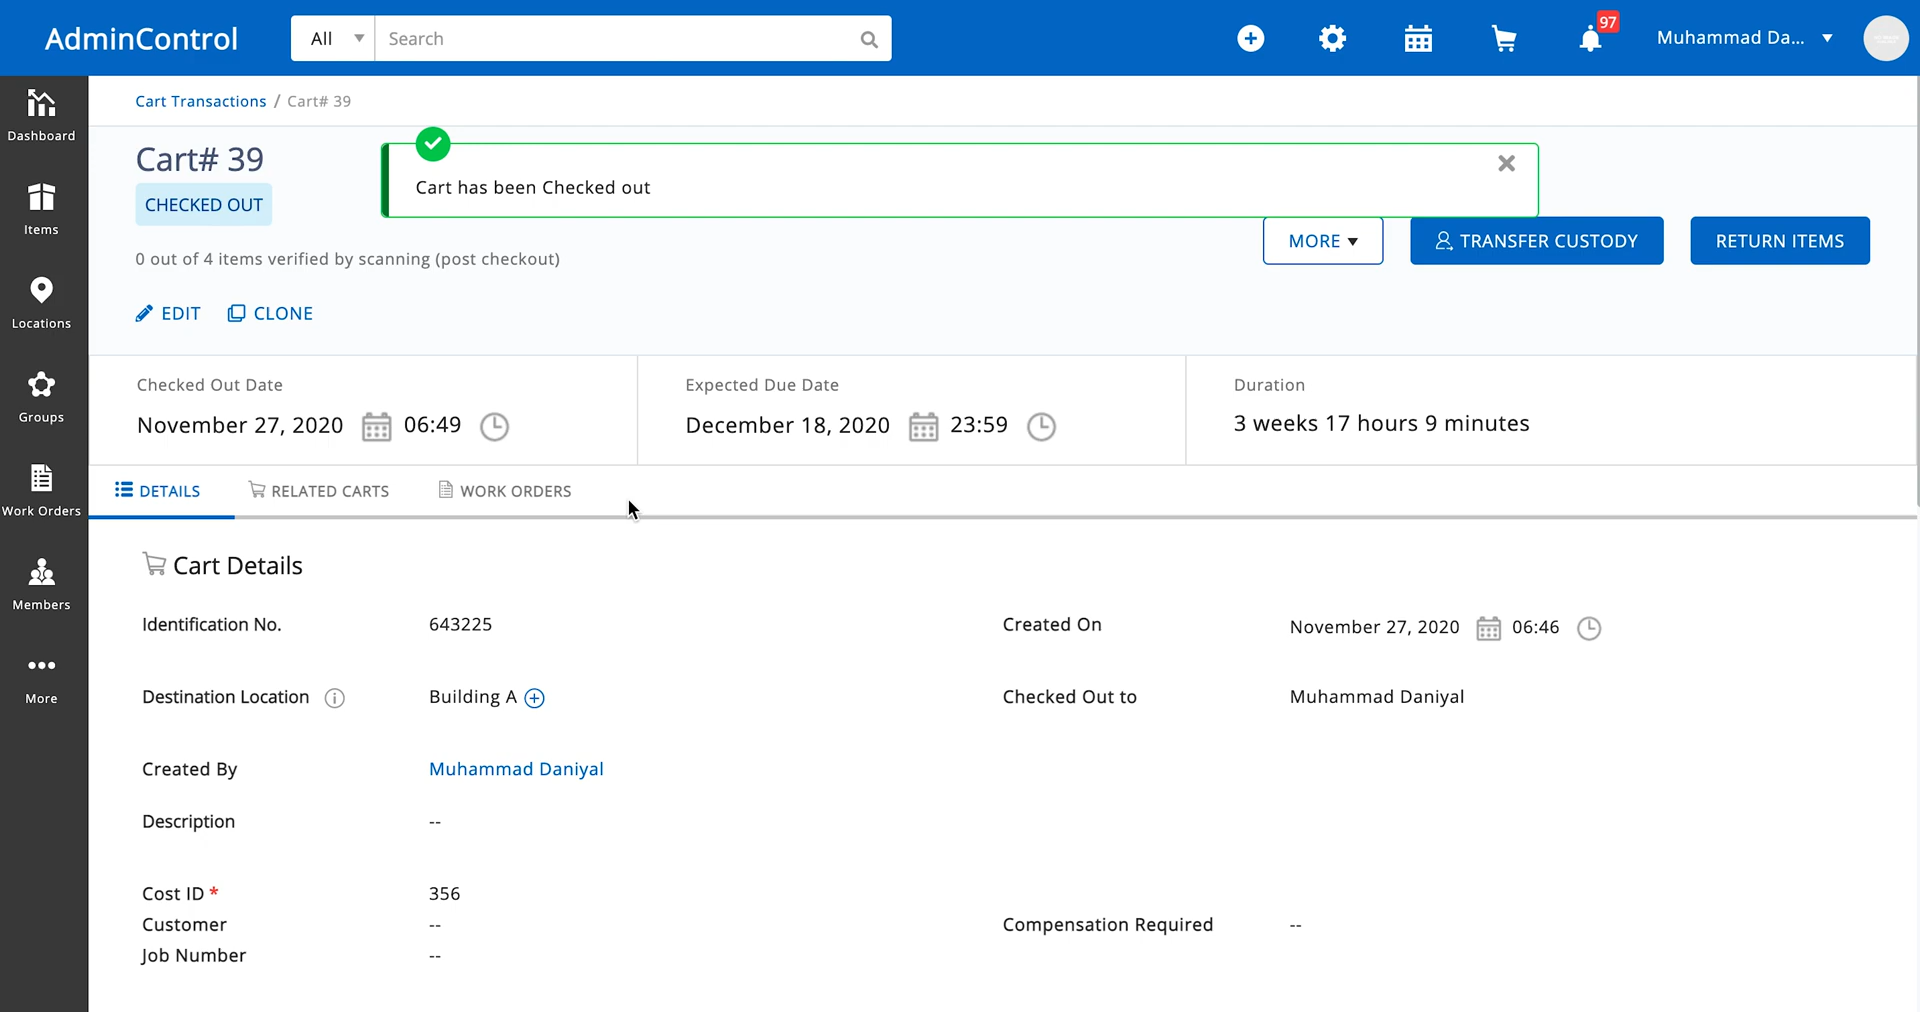 AdminControl
All
Search
97
Muhammad Da...
Dashboard
Items
Locations
Groups
Work Orders
Members
More
Cart Transactions / Cart# 39
Cart# 39
CHECKED OUT
Cart has been Checked out
0 out of 4 items verified by scanning (post checkout)
MORE
TRANSFER CUSTODY
RETURN ITEMS
EDIT
CLONE
Checked Out Date
November 27, 2020 06:49
Expected Due Date
December 18, 2020 23:59
Duration
3 weeks 17 hours 9 minutes
DETAILS
RELATED CARTS
WORK ORDERS
Cart Details
Identification No. 643225
Created On November 27, 2020 06:46
Destination Location Building A
Checked Out to Muhammad Daniyal
Created By Muhammad Daniyal
Description --
Cost ID * 356
Customer --
Compensation Required --
Job Number --